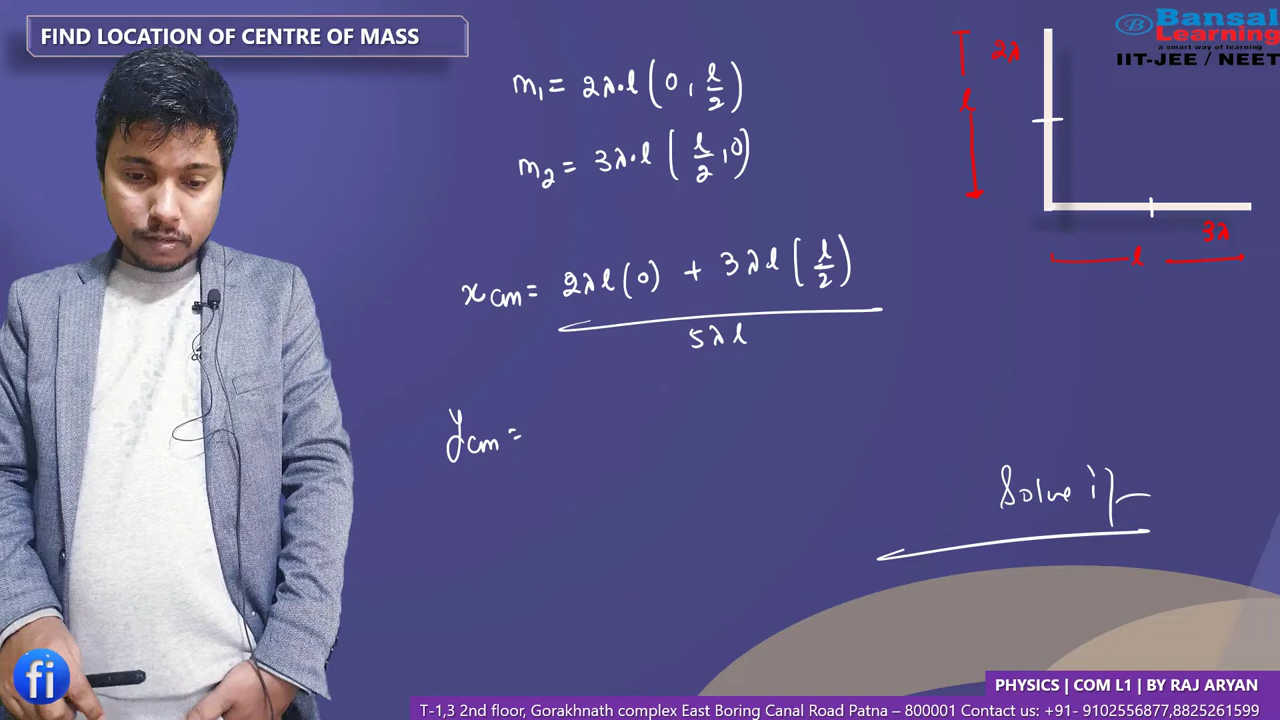 FIND LOCATION OF CENTRE OF MASS
Bansal
Learning
a smart way of learning
IIT-JEE / NEET
m₁ = 2λ·l (0, l/2)
m₂ = 3λ·l (l/2, 0)
2λ
l
3λ
l
x cm = 2λl(0) + 3λl(l/2)
5λl
y cm =
Solve it
fi
PHYSICS | COM L1 | BY RAJ ARYAN
T-1,3 2nd floor, Gorakhnath complex East Boring Canal Road Patna – 800001 Contact us: +91- 9102556877,8825261599